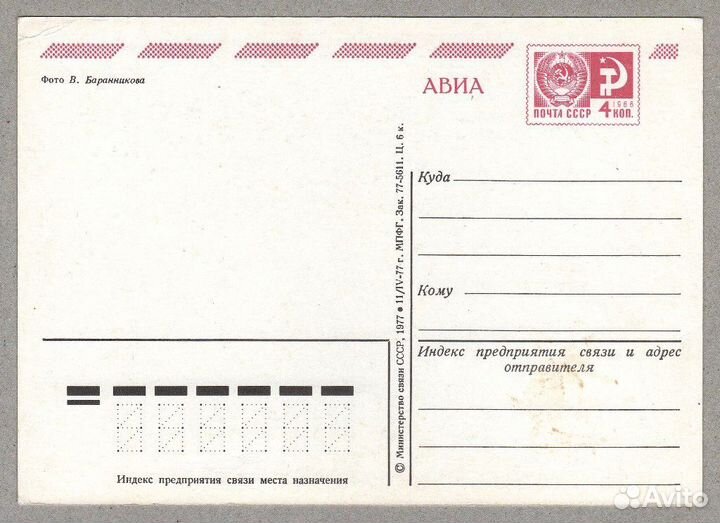 Фото В. Баранникова
АВИА
1966
ПОЧТА СССР 4 КОП.
Куда
Кому
Индекс предприятия связи и адрес
отправителя
© Министерство связи СССР, 1977 ● 11/IV-77 г. МПФГ. Зак. 77-5611. Ц. 6 к.
Индекс предприятия связи места назначения
Avito